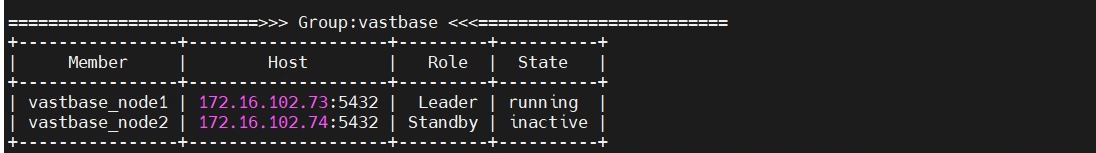 =========================>>> Group:vastbase <<<=========================
+----------------+--------------------+---------+----------+
|     Member     |        Host        |   Role  |  State   |
+----------------+--------------------+---------+----------+
| vastbase_node1 | 172.16.102.73:5432 |  Leader | running  |
| vastbase_node2 | 172.16.102.74:5432 | Standby | inactive |
+----------------+--------------------+---------+----------+